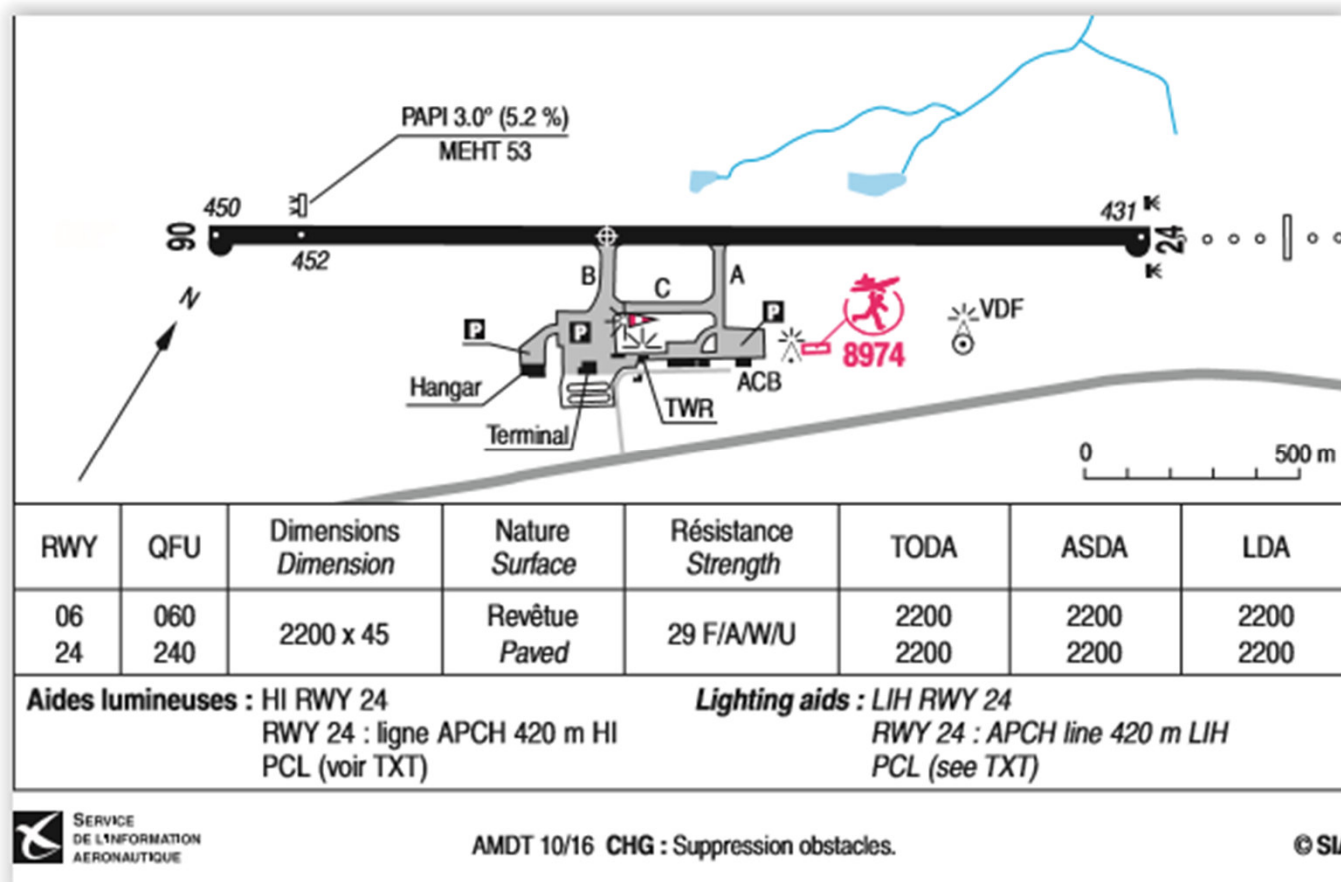 PAPI 3.0° (5.2 %)
MEHT 53
450
06
452
431
24
N
B
C
A
P
P
P
VDF
8974
Hangar
ACB
TWR
Terminal
0 500 m
RWY QFU Dimensions Nature Résistance TODA ASDA LDA
Dimension Surface Strength
06 060 2200 x 45 Revêtue 29 F/A/W/U 2200 2200 2200
24 240 Paved 2200 2200 2200
Aides lumineuses : HI RWY 24 Lighting aids : LIH RWY 24
RWY 24 : ligne APCH 420 m HI RWY 24 : APCH line 420 m LIH
PCL (voir TXT) PCL (see TXT)
SERVICE
DE L'INFORMATION
AERONAUTIQUE
AMDT 10/16 CHG : Suppression obstacles.
© SIA